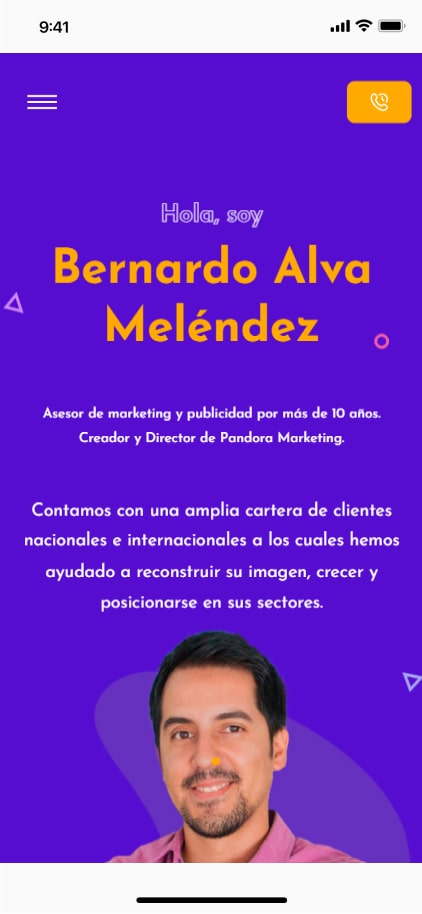 9:41
Hola, soy
Bernardo Alva
Meléndez
Asesor de marketing y publicidad por más de 10 años.
Creador y Director de Pandora Marketing.
Contamos con una amplia cartera de clientes
nacionales e internacionales a los cuales hemos
ayudado a reconstruir su imagen, crecer y
posicionarse en sus sectores.